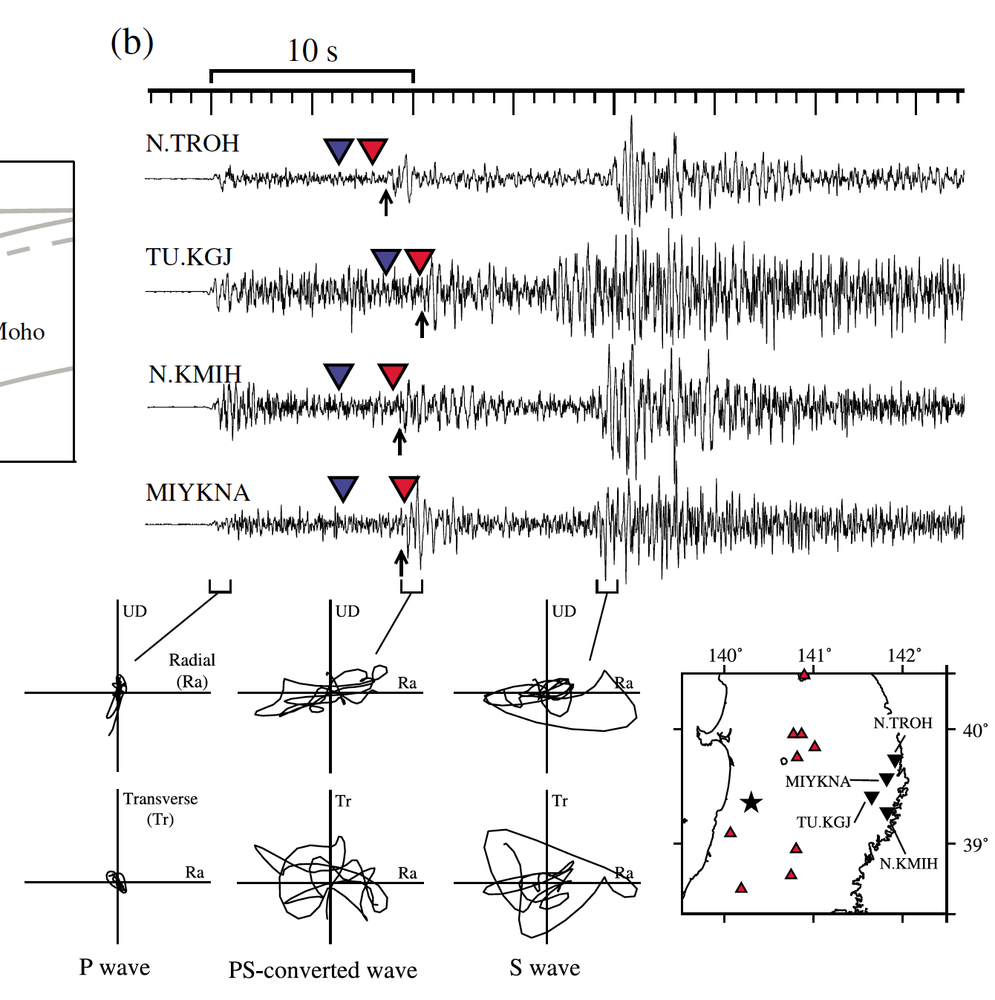 (b)
10 s
N.TROH
TU.KGJ
Moho
N.KMIH
MIYKNA
UD
UD
UD
Radial
(Ra)
Ra
Ra
140° 141° 142°
N.TROH
40°
MIYKNA
TU.KGJ
39°
N.KMIH
Transverse
(Tr)
Tr
Tr
Ra
Ra
Ra
P wave
PS-converted wave
S wave